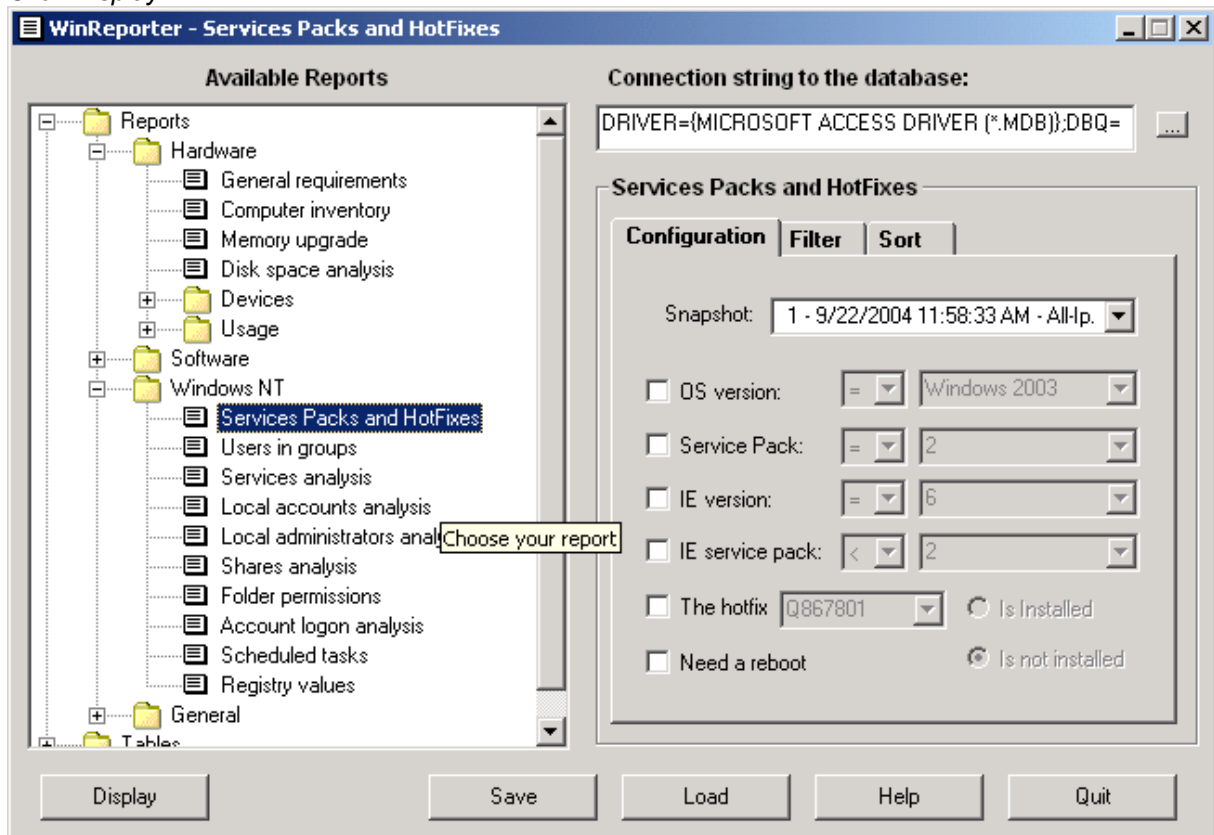 WinReporter - Services Packs and HotFixes
Available Reports
Reports
Hardware
General requirements
Computer inventory
Memory upgrade
Disk space analysis
Devices
Usage
Software
Windows NT
Services Packs and HotFixes
Users in groups
Services analysis
Local accounts analysis
Local administrators anal
Choose your report
Shares analysis
Folder permissions
Account logon analysis
Scheduled tasks
Registry values
General
Tables
Connection string to the database:
DRIVER={MICROSOFT ACCESS DRIVER (*.MDB)};DBQ=
...
Services Packs and HotFixes
Configuration Filter Sort
Snapshot: 1 - 9/22/2004 11:58:33 AM - All-Ip.
OS version: = Windows 2003
Service Pack: = 2
IE version: = 6
IE service pack: < 2
The hotfix Q867801 Is Installed
Need a reboot Is not installed
Display Save Load Help Quit